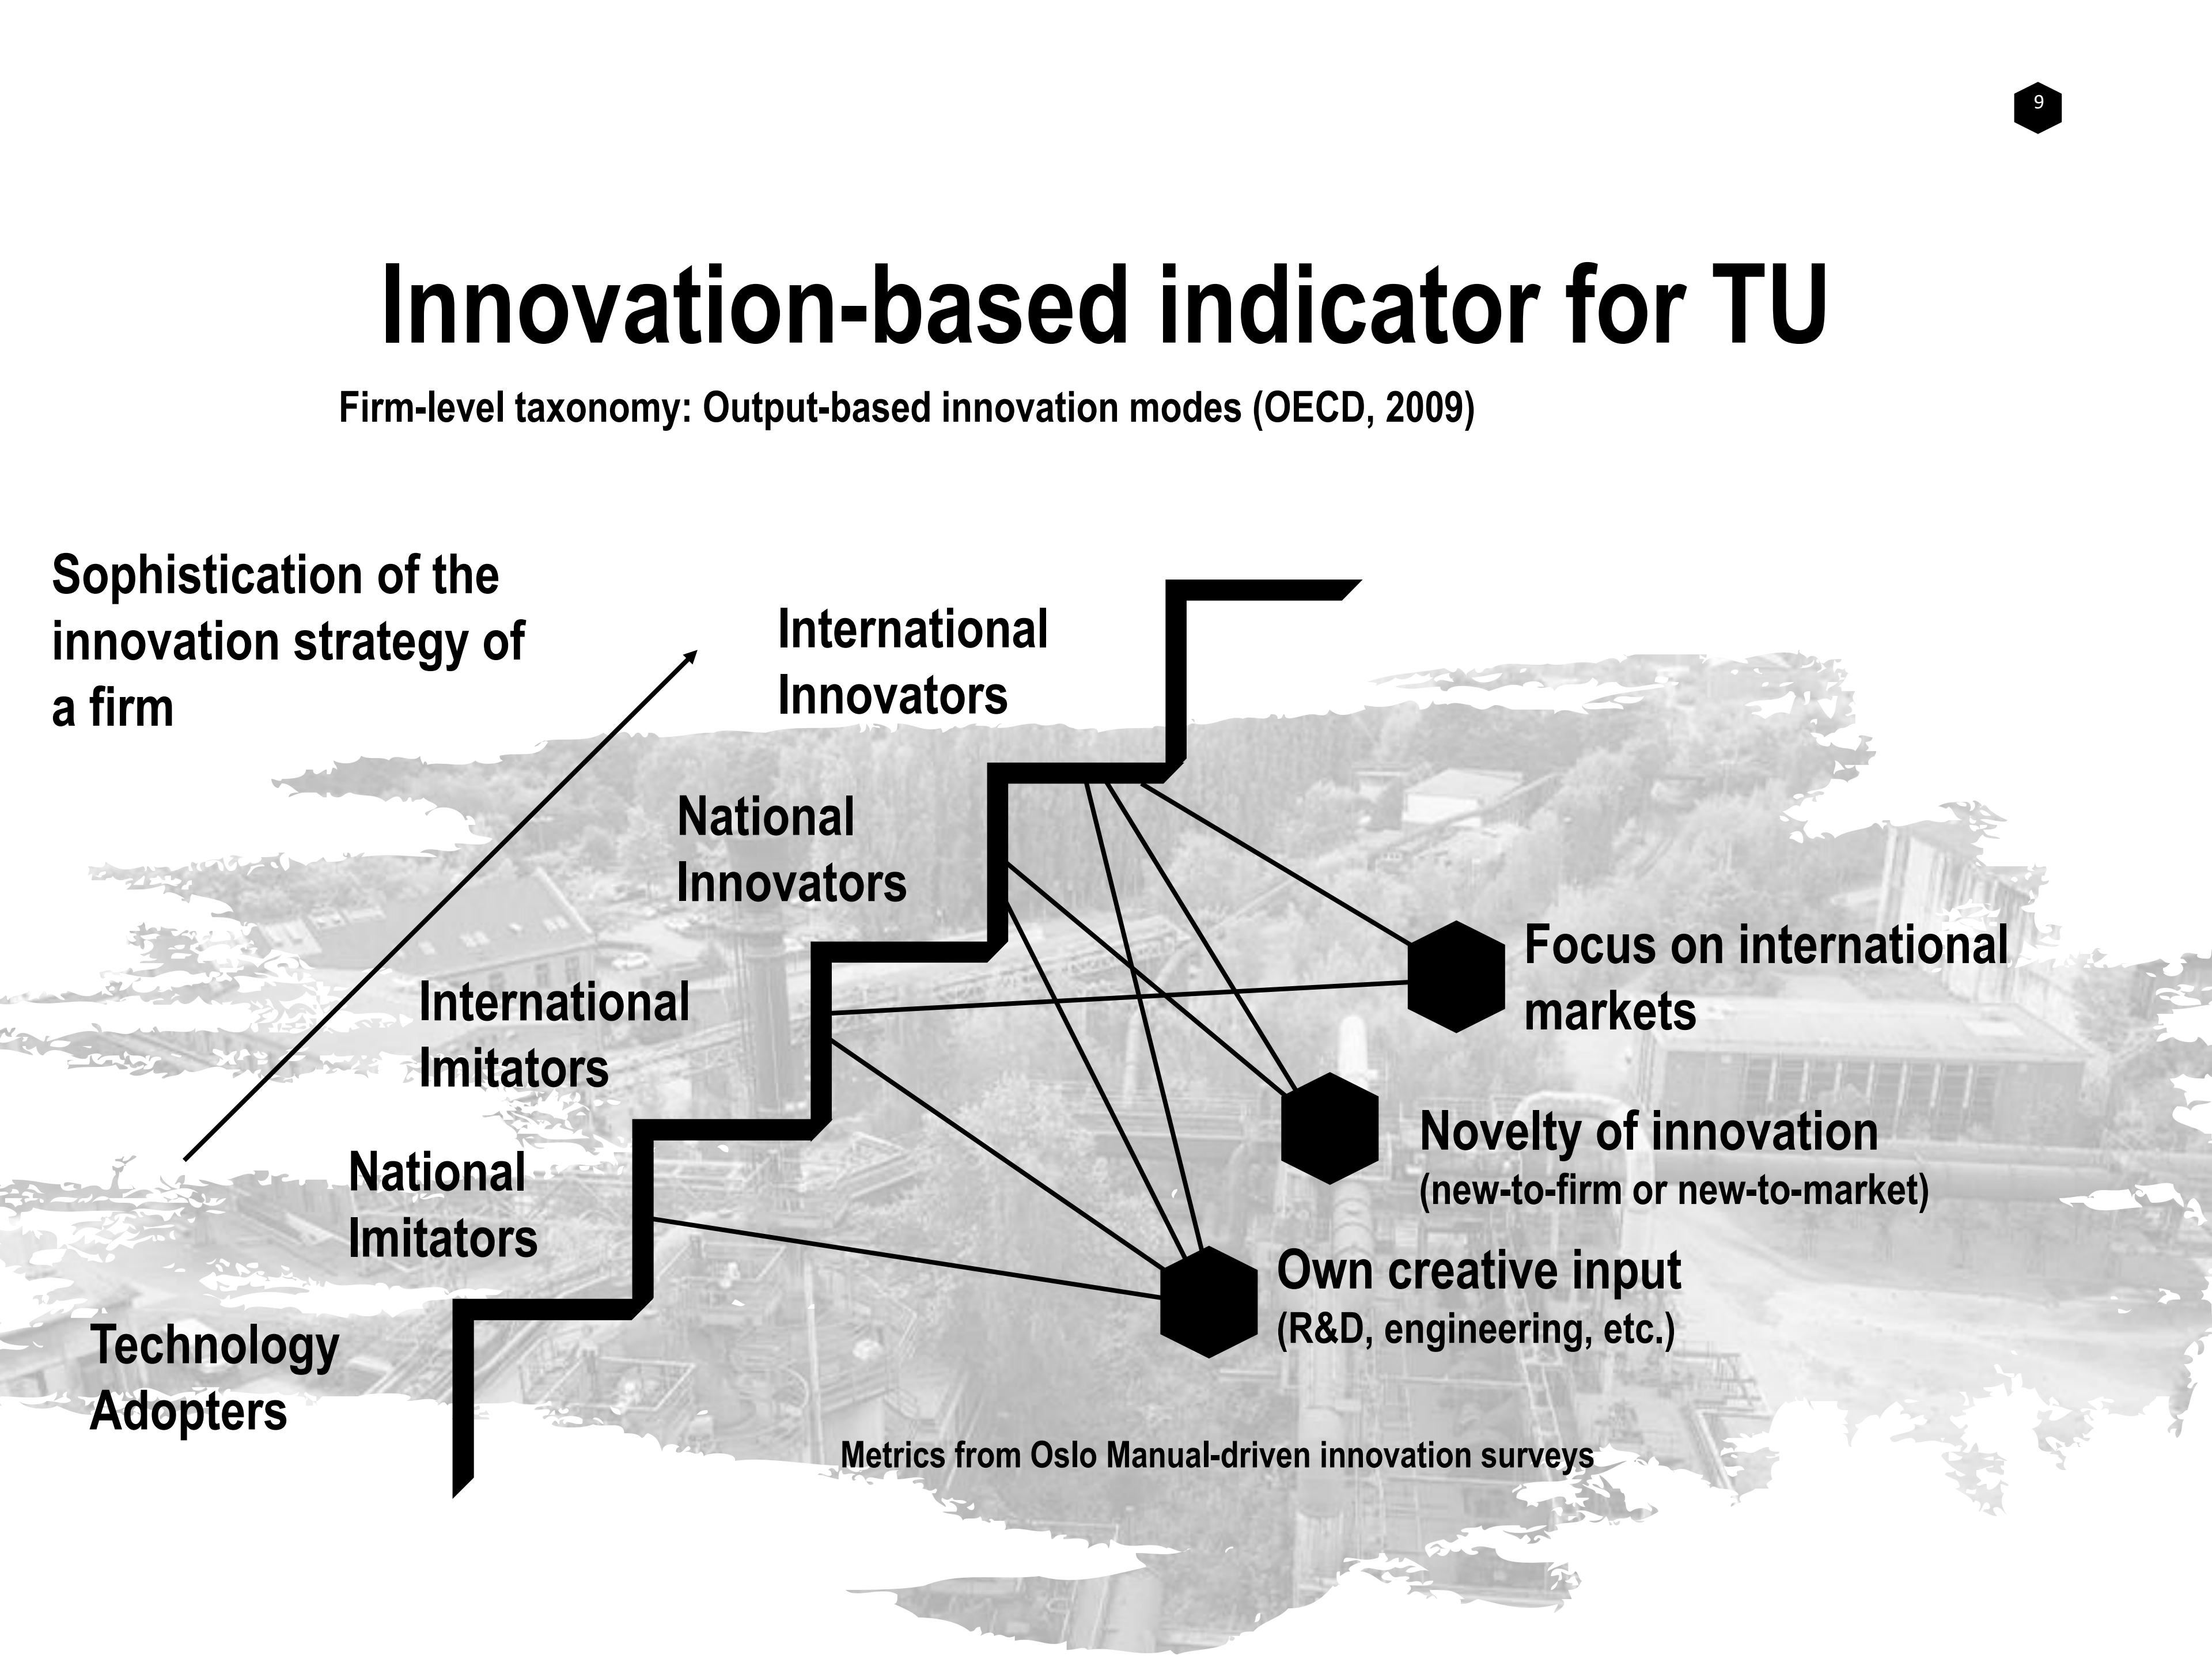 9
Innovation-based indicator for TU
Firm-level taxonomy: Output-based innovation modes (OECD, 2009)
Sophistication of the
innovation strategy of
a firm
International
Innovators
National
Innovators
International
Imitators
National
Imitators
Technology
Adopters
Focus on international
markets
Novelty of innovation
(new-to-firm or new-to-market)
Own creative input
(R&D, engineering, etc.)
Metrics from Oslo Manual-driven innovation surveys